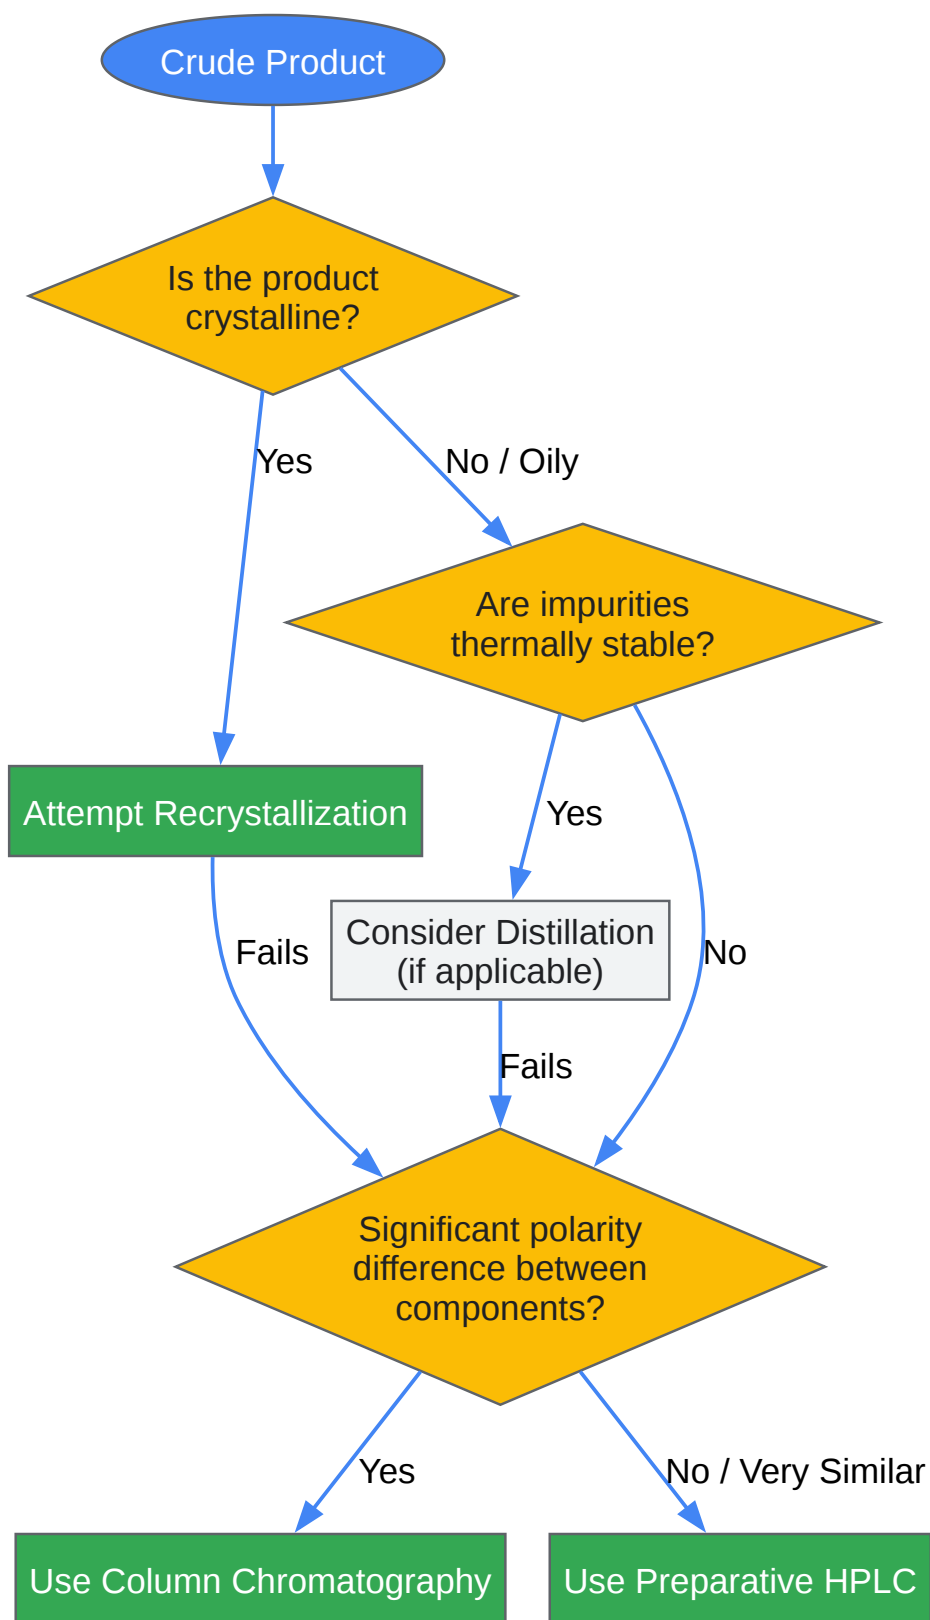 Crude Product
Is the product
crystalline?
Yes
No / Oily
Are impurities
thermally stable?
Attempt Recrystallization
Yes
Consider Distillation
(if applicable)
Fails
No
Fails
Significant polarity
difference between
components?
Yes
No / Very Similar
Use Column Chromatography
Use Preparative HPLC